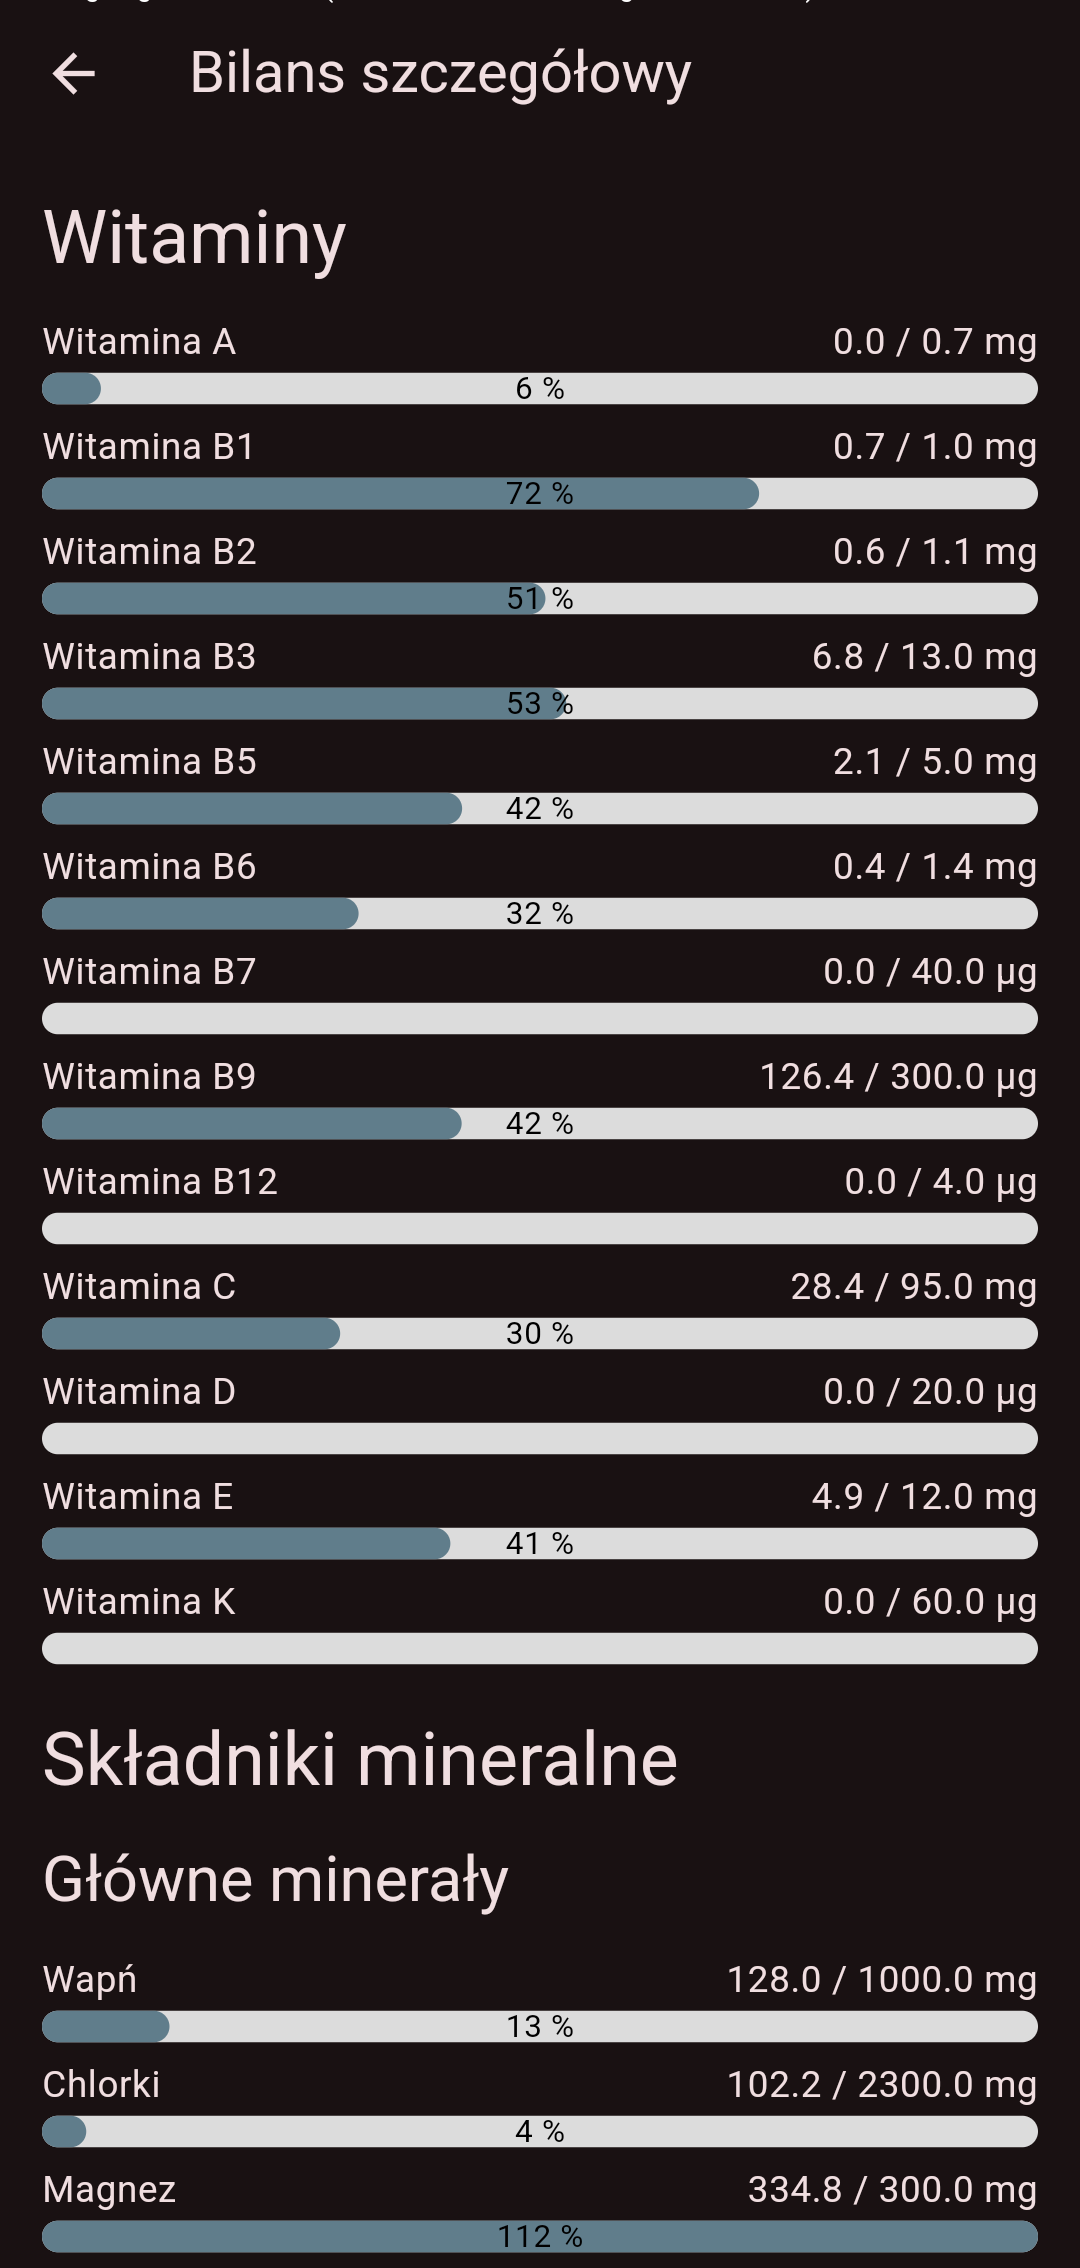 Bilans szczegółowy
Witaminy
Witamina A 0.0 / 0.7 mg
6 %
Witamina B1 0.7 / 1.0 mg
72 %
Witamina B2 0.6 / 1.1 mg
51 %
Witamina B3 6.8 / 13.0 mg
53 %
Witamina B5 2.1 / 5.0 mg
42 %
Witamina B6 0.4 / 1.4 mg
32 %
Witamina B7 0.0 / 40.0 µg
Witamina B9 126.4 / 300.0 µg
42 %
Witamina B12 0.0 / 4.0 µg
Witamina C 28.4 / 95.0 mg
30 %
Witamina D 0.0 / 20.0 µg
Witamina E 4.9 / 12.0 mg
41 %
Witamina K 0.0 / 60.0 µg
Składniki mineralne
Główne minerały
Wapń 128.0 / 1000.0 mg
13 %
Chlorki 102.2 / 2300.0 mg
4 %
Magnez 334.8 / 300.0 mg
112 %